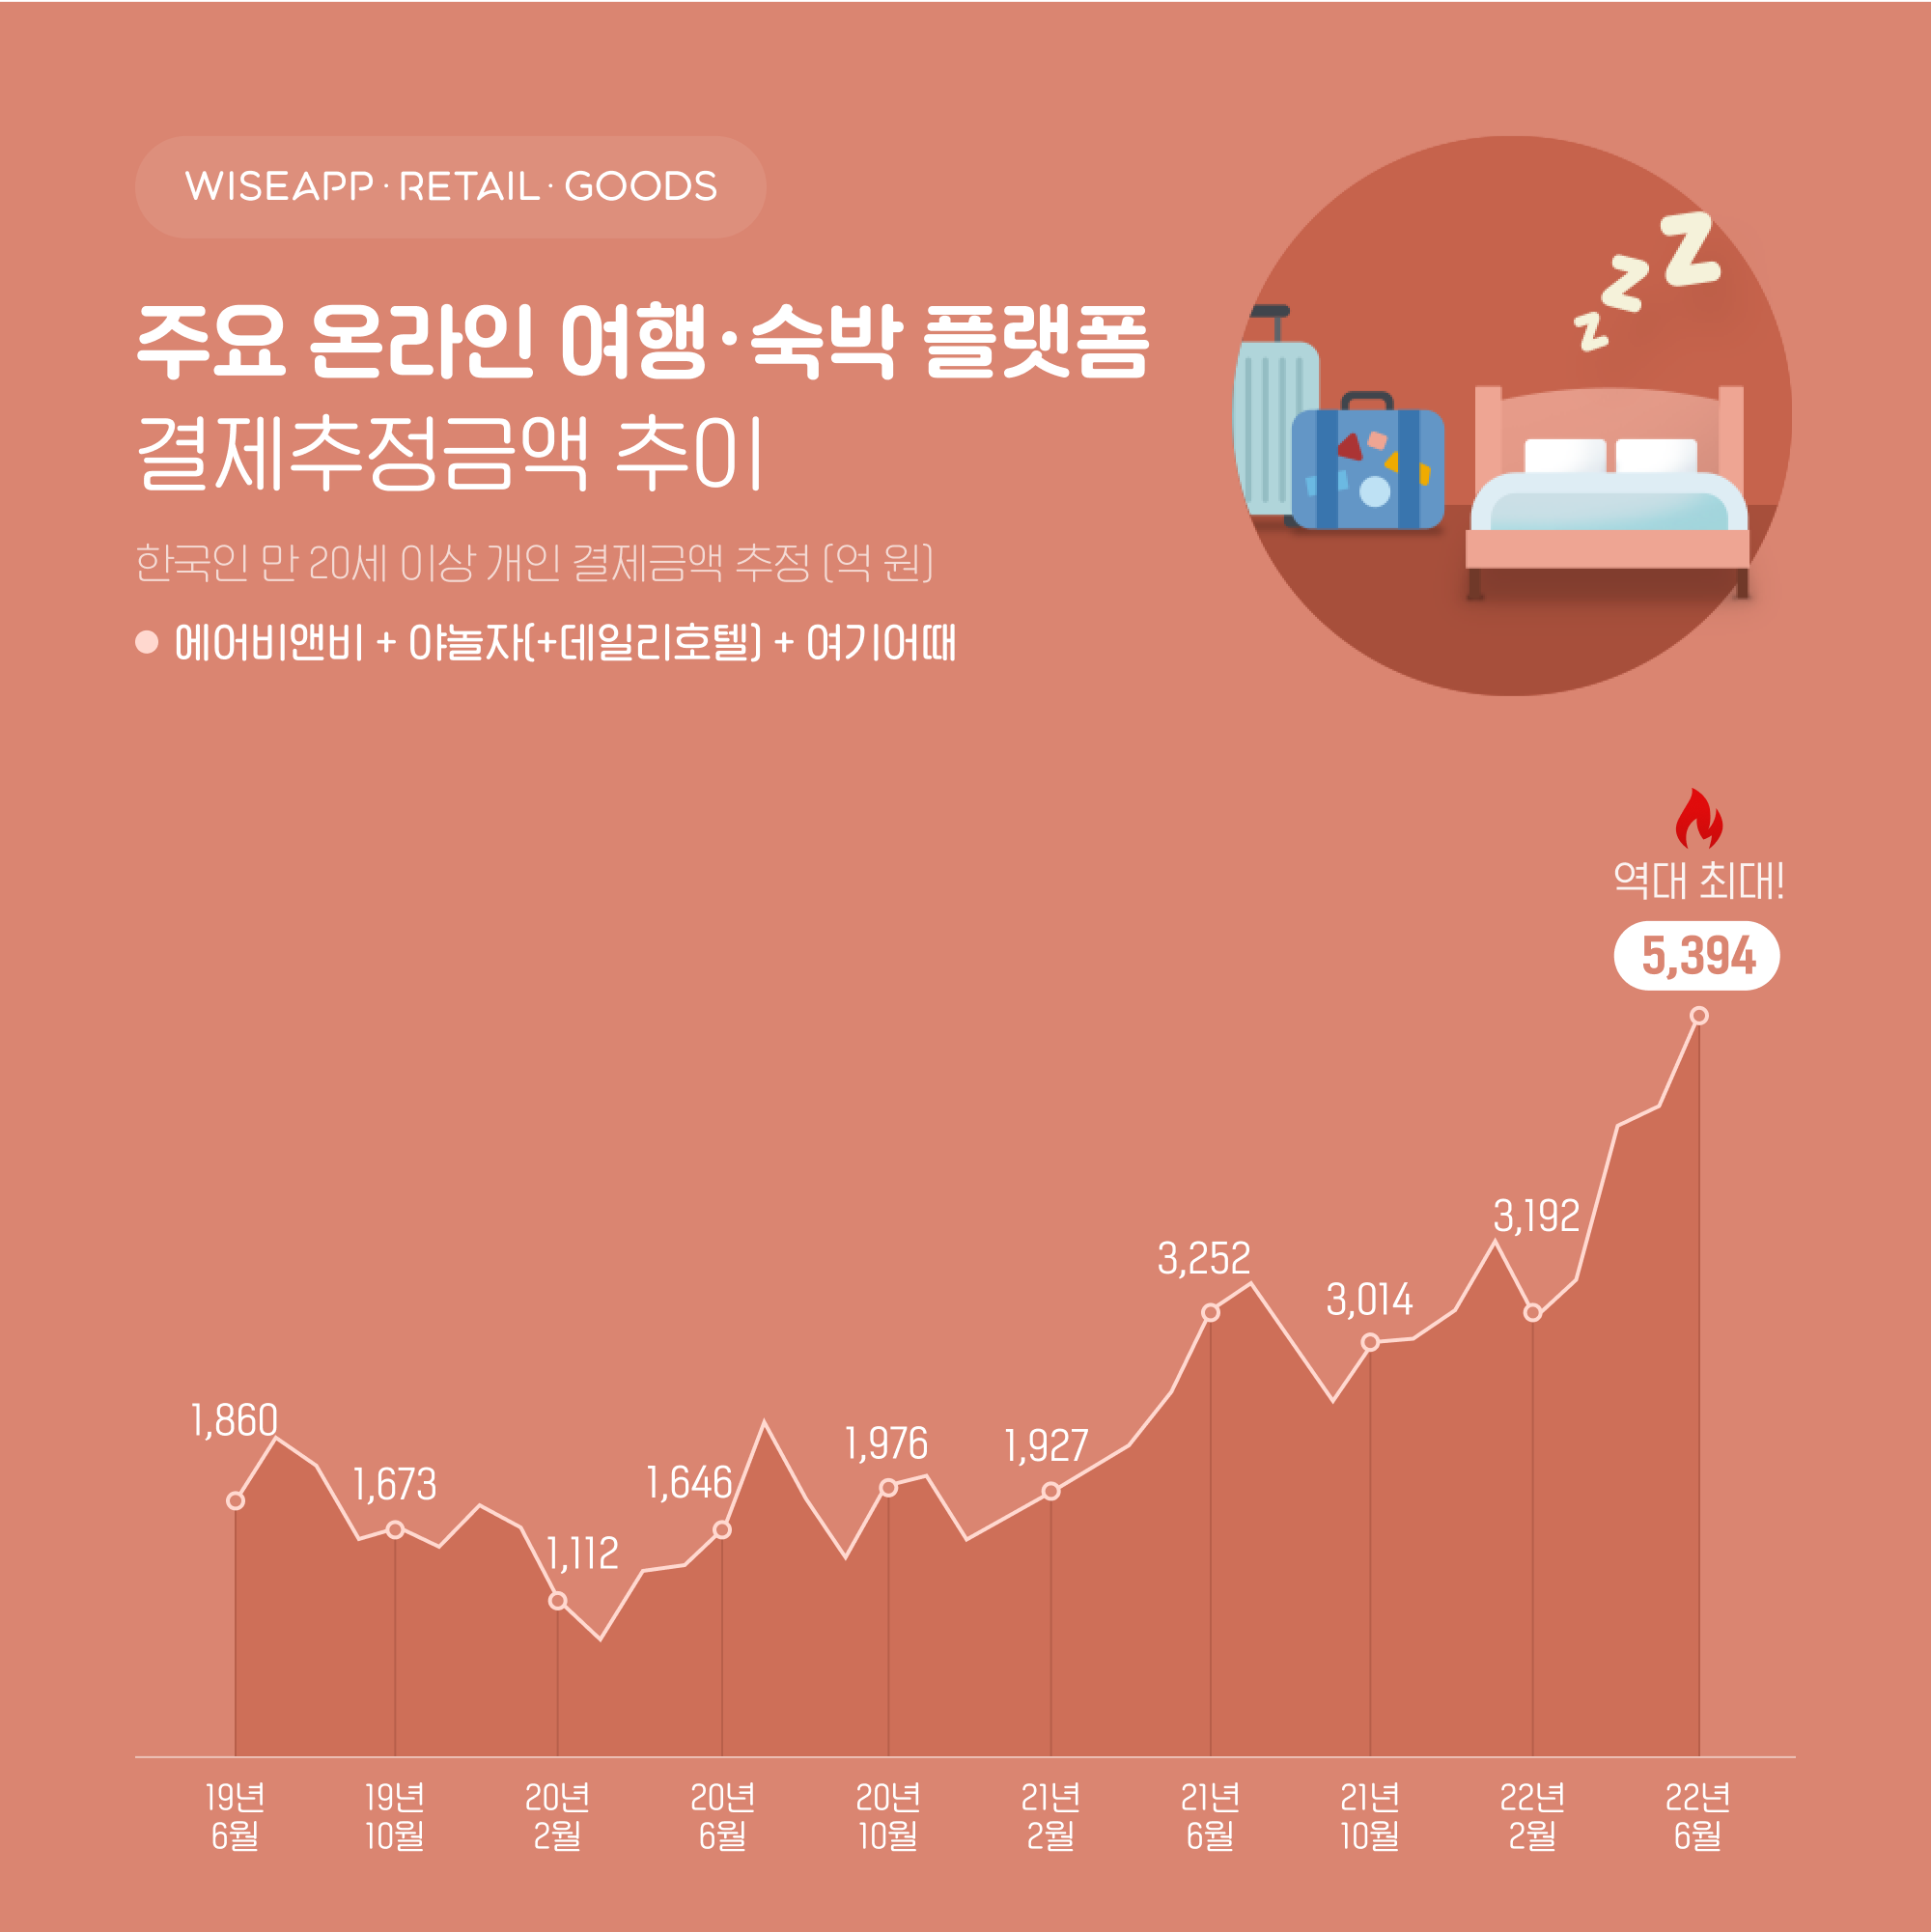 WISEAPP·RETAIL·GOODS
주요 온라인 여행·숙박 플랫폼
결제추정금액 추이
한국인 만 20세 이상 개인 결제금액 추정 (억 원)
에어비앤비 + 야놀자(+데일리호텔) + 여기어때
z z z
역대 최대!
5,394
3,192
3,252
3,014
1,860
1,673
1,112
1,646
1,976
1,927
19년 19년 20년 20년 20년 21년 21년 21년 22년 22년
6월 10월 2월 6월 10월 2월 6월 10월 2월 6월